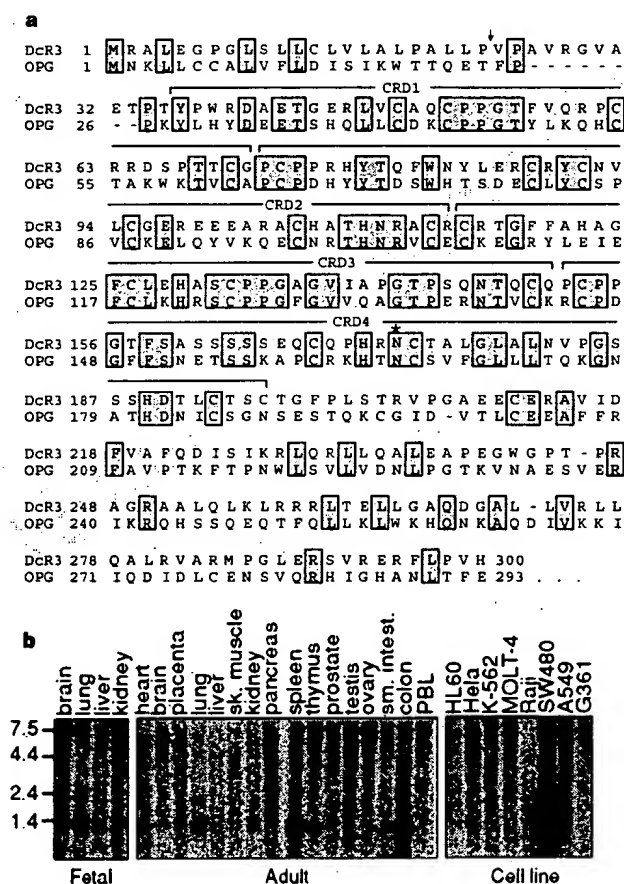 a
DcR3 1 MRALEGPGLSLLCLVLALPALLPVPAVRGVA
OPG 1 MNKLLCCALVFLDISIKWTTQETFP------
CRD1
DcR3 32 ETPTYPWRDAETGERLVCAQCPPGTFVQRPC
OPG 26 --PKYLHYDEETSHQLLCDKCPPGTYLKQHC
DcR3 63 RRDSPTTCGPCPPRHYTQFWNYLERCRYCNV
OPG 55 TAKWKTVCAPCPDHYYTDSWHTSDECLYCSP
CRD2
DcR3 94 LCGEREEEARACHATHNRACRCRTGFFAHAG
OPG 86 VCKELQYVKQECNRTHNRVCECKEGRYLEIE
CRD3
DcR3 125 FCLEHASCPPGAGVIAPGTPSQNTQCQPCPP
OPG 117 FCLKHRSCPPGFGVVQAGTPERNTVCKRCPD
CRD4
DcR3 156 GTFSASSSSSEQCQPHRNCTALGLALNVPGS
OPG 148 GFFSNETSSKAPCRKHTNCSVFGLLLTQKGN
DcR3 187 SSHDTLCTSCTGFPLSTRVPGAEECERAVID
OPG 179 ATHDNICSGNSESTQKCGID-VTLCEEAFFR
DcR3 218 FVAFQDISIKRLQRLLQALEAPEGWGPTP-R
OPG 209 FAVPTKFTPNWLSVLVDNLPGTKVNAESVER
DcR3 248 AGRAALQLKLRRRLTELLGAQDGAL-LVRLL
OPG 240 IKRQHSSQEQTFQLLKLWKHQNKAQDIVKKI
DcR3 278 QALRVARMPGLERSVRERFLPVH 300
OPG 271 IQDIDLCENSVQRHIGHANLTFE 293 . . .
b
brain lung liver kidney heart brain placenta lung liver sk. muscle kidney pancreas spleen thymus prostate testis ovary sm. intest. colon PBL HL60 Hela K-562 MOLT-4 Raji SW480 A549 G361
7.5
4.4
2.4
1.4
Fetal Adult Cell line